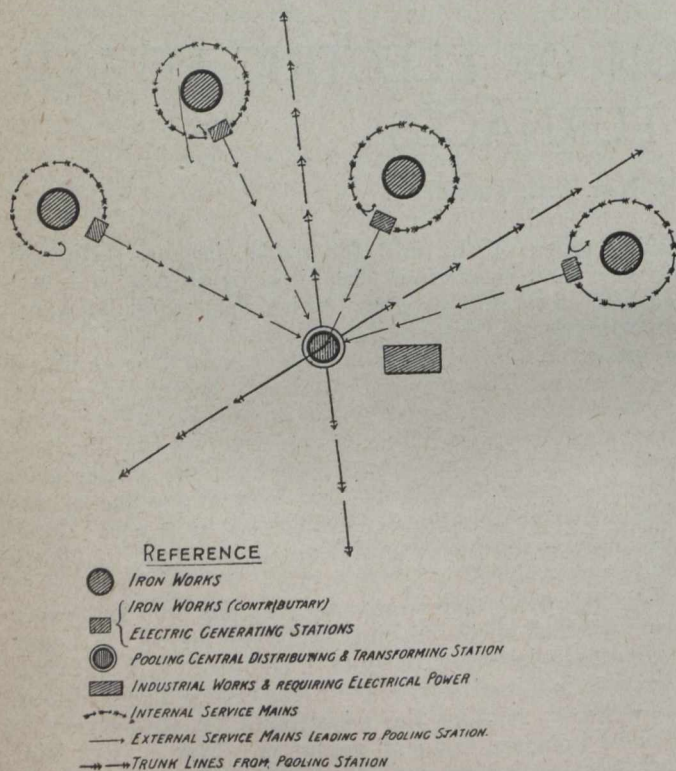 REFERENCE
IRON WORKS
IRON WORKS (CONTRIBUTARY)
ELECTRIC GENERATING STATIONS
POOLING CENTRAL DISTRIBUTING & TRANSFORMING STATION
INDUSTRIAL WORKS & REQUIRING ELECTRICAL POWER
INTERNAL SERVICE MAINS
EXTERNAL SERVICE MAINS LEADING TO POOLING STATION.
TRUNK LINES FROM POOLING STATION